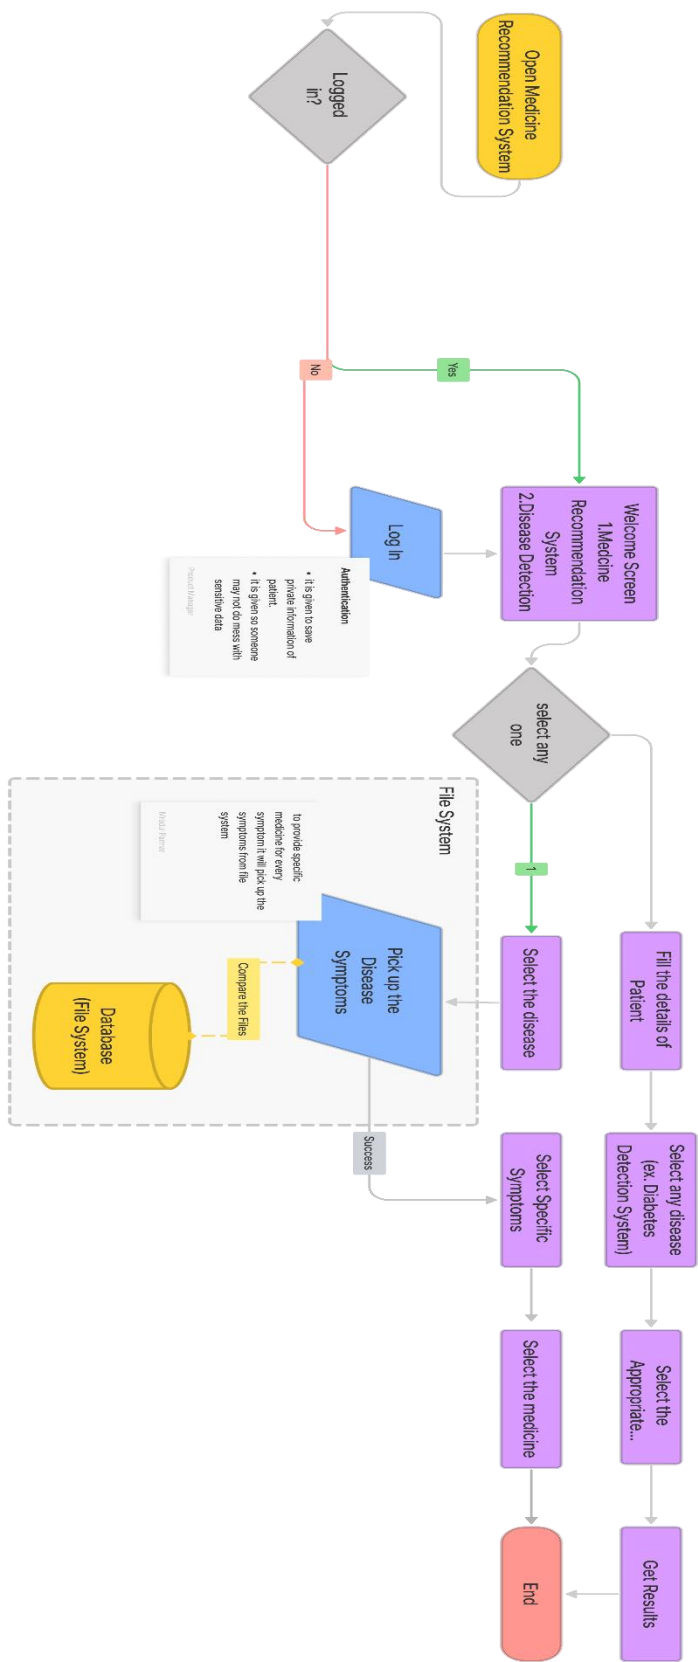 Open Medicine
Recommendation System
Logged
in?
Yes
No
Welcome Screen
1.Medcine
Recommendation
System
2.Disease Detection
Log In
Authentication
• it is given to save
private information of
patient.
• it is given so someone
may not do mess with
sensitive data
Product Manager
select any
one
1
Fill the details of
Patient
Select any disease
(ex. Diabetes
Detection System)
Select the
Appropriate...
Get Results
Select the disease
File System
to provide specific
medicine for every
symptom it will pick up the
symptoms from file
system
Pick up the
Disease
Symptoms
Compare the Files
Database
(File System)
Success
Select Specific
Symptoms
Select the medicine
End